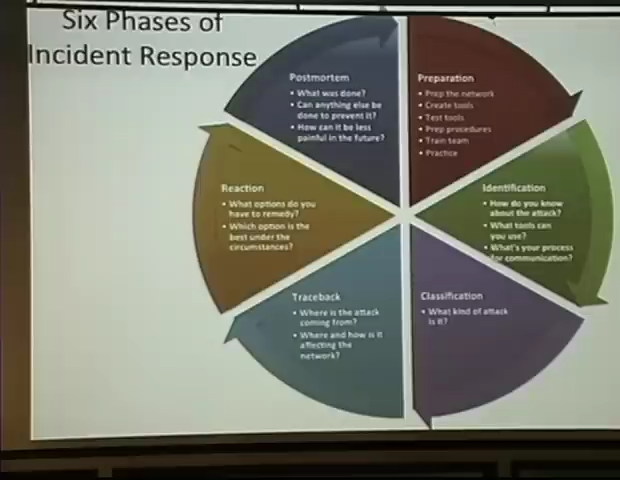 Six Phases of
Incident Response
Preparation
• Prep the network
• Create tools
• Test tools
• Prep procedures
• Train team
• Practice
Identification
• How do you know
about the attack?
• What tools can
you use?
• What's your process
for communication?
Classification
• What kind of attack
is it?
Traceback
• Where is the attack
coming from?
• Where and how is it
affecting the
network?
Reaction
• What options do you
have to remedy?
• Which option is the
best under the
circumstances?
Postmortem
• What was done?
• Can anything else be
done to prevent it?
• How can it be less
painful in the future?